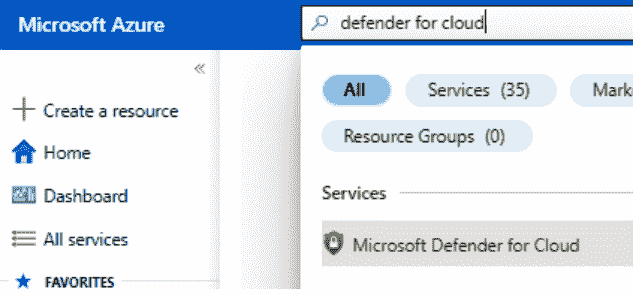 Microsoft Azure
defender for cloud
«
Create a resource
Home
Dashboard
All services
FAVORITES
All
Services (35)
Mark
Resource Groups (0)
Services
Microsoft Defender for Cloud